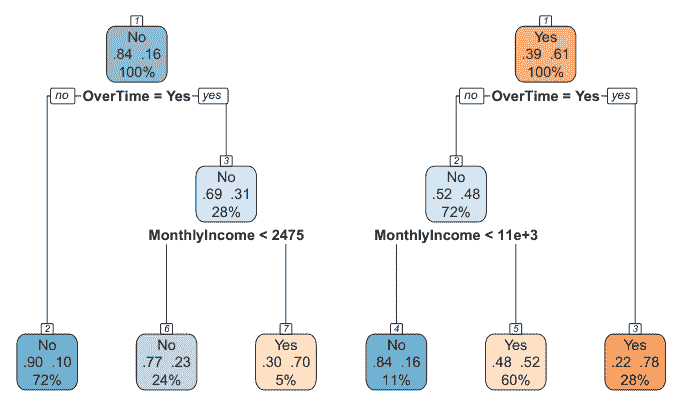 1
No
.84 .16
100%
no OverTime = Yes yes
3
No
.69 .31
28%
MonthlyIncome < 2475
2
No
.90 .10
72%
6
No
.77 .23
24%
7
Yes
.30 .70
5%
1
Yes
.39 .61
100%
no OverTime = Yes yes
2
No
.52 .48
72%
MonthlyIncome < 11e+3
4
No
.84 .16
11%
5
Yes
.48 .52
60%
3
Yes
.22 .78
28%